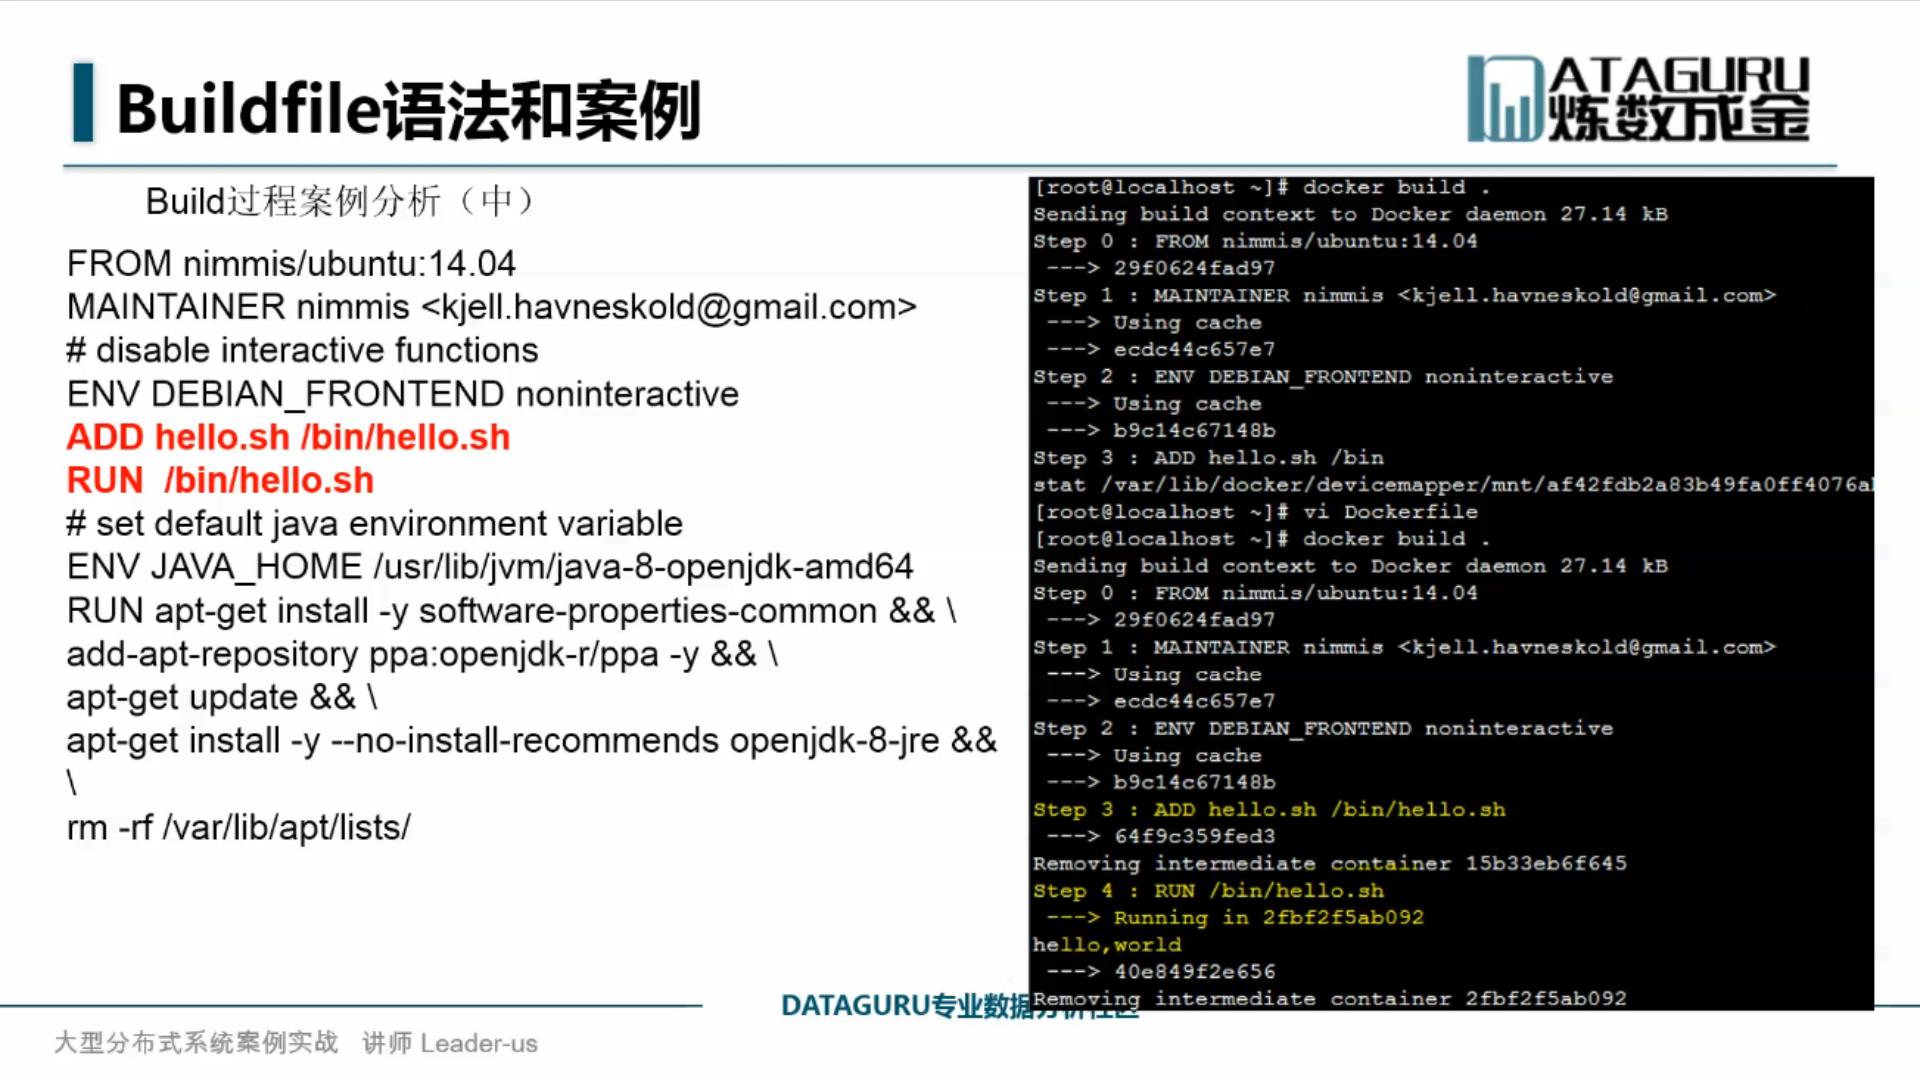 Buildfile语法和案例
DATAGURU
炼数成金
Build过程案例分析（中）
FROM nimmis/ubuntu:14.04
MAINTAINER nimmis <kjell.havneskold@gmail.com>
# disable interactive functions
ENV DEBIAN_FRONTEND noninteractive
ADD hello.sh /bin/hello.sh
RUN  /bin/hello.sh
# set default java environment variable
ENV JAVA_HOME /usr/lib/jvm/java-8-openjdk-amd64
RUN apt-get install -y software-properties-common && \
add-apt-repository ppa:openjdk-r/ppa -y && \
apt-get update && \
apt-get install -y --no-install-recommends openjdk-8-jre &&
\
rm -rf /var/lib/apt/lists/
[root@localhost ~]# docker build .
Sending build context to Docker daemon 27.14 kB
Step 0 : FROM nimmis/ubuntu:14.04
---> 29f0624fad97
Step 1 : MAINTAINER nimmis <kjell.havneskold@gmail.com>
---> Using cache
---> ecdc44c657e7
Step 2 : ENV DEBIAN_FRONTEND noninteractive
---> Using cache
---> b9c14c67148b
Step 3 : ADD hello.sh /bin
stat /var/lib/docker/devicemapper/mnt/af42fdb2a83b49fa0ff4076a
[root@localhost ~]# vi Dockerfile
[root@localhost ~]# docker build .
Sending build context to Docker daemon 27.14 kB
Step 0 : FROM nimmis/ubuntu:14.04
---> 29f0624fad97
Step 1 : MAINTAINER nimmis <kjell.havneskold@gmail.com>
---> Using cache
---> ecdc44c657e7
Step 2 : ENV DEBIAN_FRONTEND noninteractive
---> Using cache
---> b9c14c67148b
Step 3 : ADD hello.sh /bin/hello.sh
---> 64f9c359fed3
Removing intermediate container 15b33eb6f645
Step 4 : RUN /bin/hello.sh
---> Running in 2fbf2f5ab092
hello,world
---> 40e849f2e656
Removing intermediate container 2fbf2f5ab092
DATAGURU专业数据分析社区
大型分布式系统案例实战 讲师 Leader-us